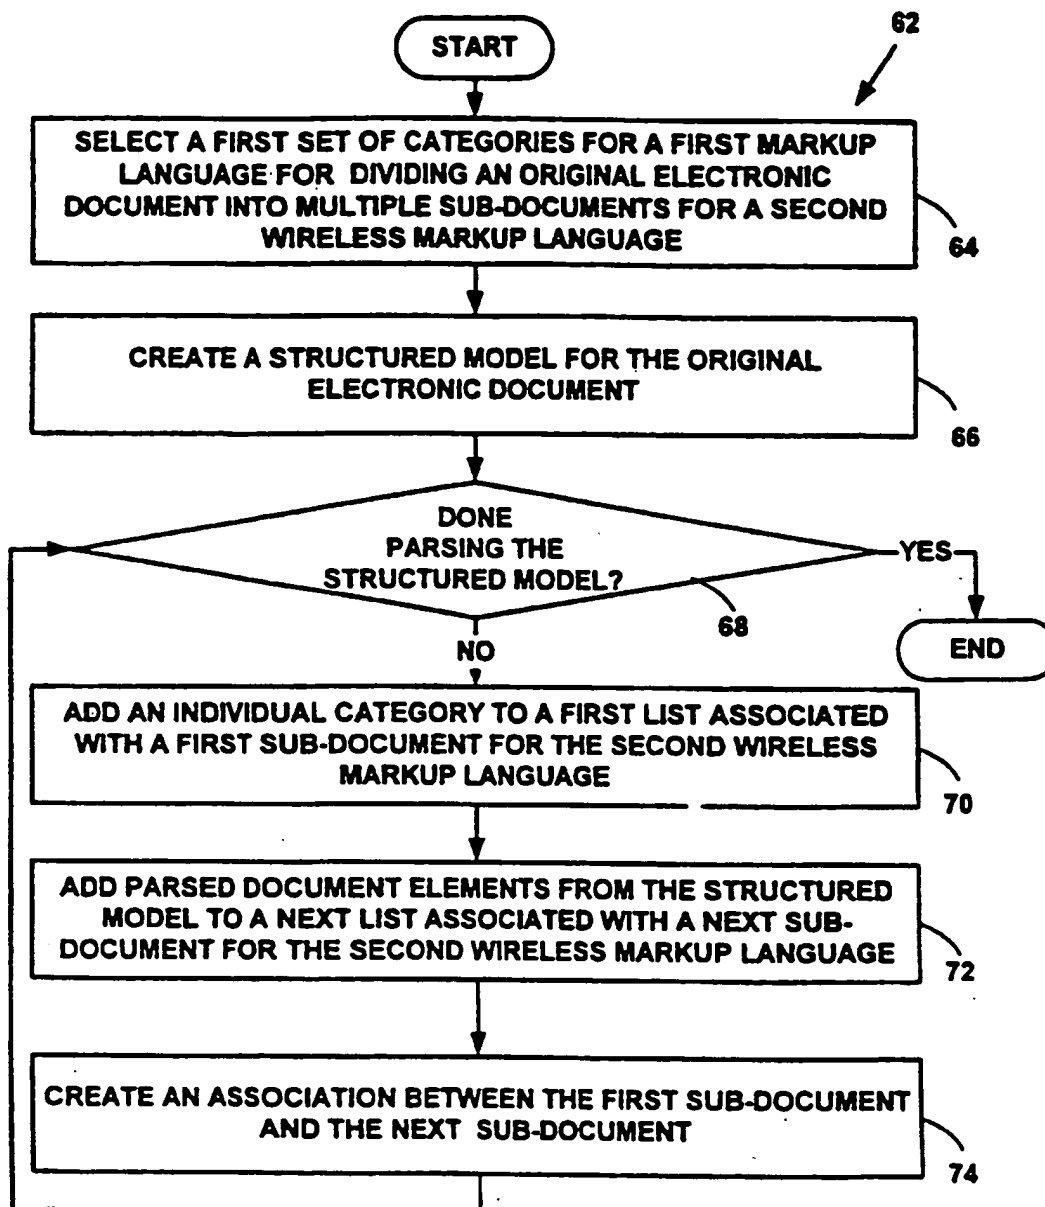 START
62
SELECT A FIRST SET OF CATEGORIES FOR A FIRST MARKUP
LANGUAGE FOR DIVIDING AN ORIGINAL ELECTRONIC
DOCUMENT INTO MULTIPLE SUB-DOCUMENTS FOR A SECOND
WIRELESS MARKUP LANGUAGE
64
CREATE A STRUCTURED MODEL FOR THE ORIGINAL
ELECTRONIC DOCUMENT
66
DONE
PARSING THE
STRUCTURED MODEL?
YES
68
NO
END
ADD AN INDIVIDUAL CATEGORY TO A FIRST LIST ASSOCIATED
WITH A FIRST SUB-DOCUMENT FOR THE SECOND WIRELESS
MARKUP LANGUAGE
70
ADD PARSED DOCUMENT ELEMENTS FROM THE STRUCTURED
MODEL TO A NEXT LIST ASSOCIATED WITH A NEXT SUB-
DOCUMENT FOR THE SECOND WIRELESS MARKUP LANGUAGE
72
CREATE AN ASSOCIATION BETWEEN THE FIRST SUB-DOCUMENT
AND THE NEXT SUB-DOCUMENT
74